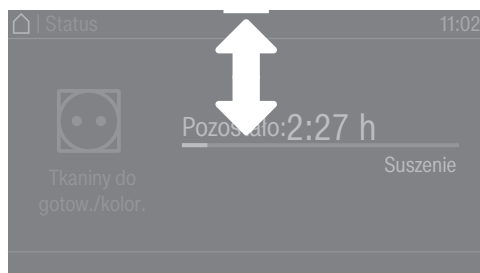 | Status 11:02
Pozostało: 2:27 h
Suszenie
Tkaniny do
gotow./kolor.